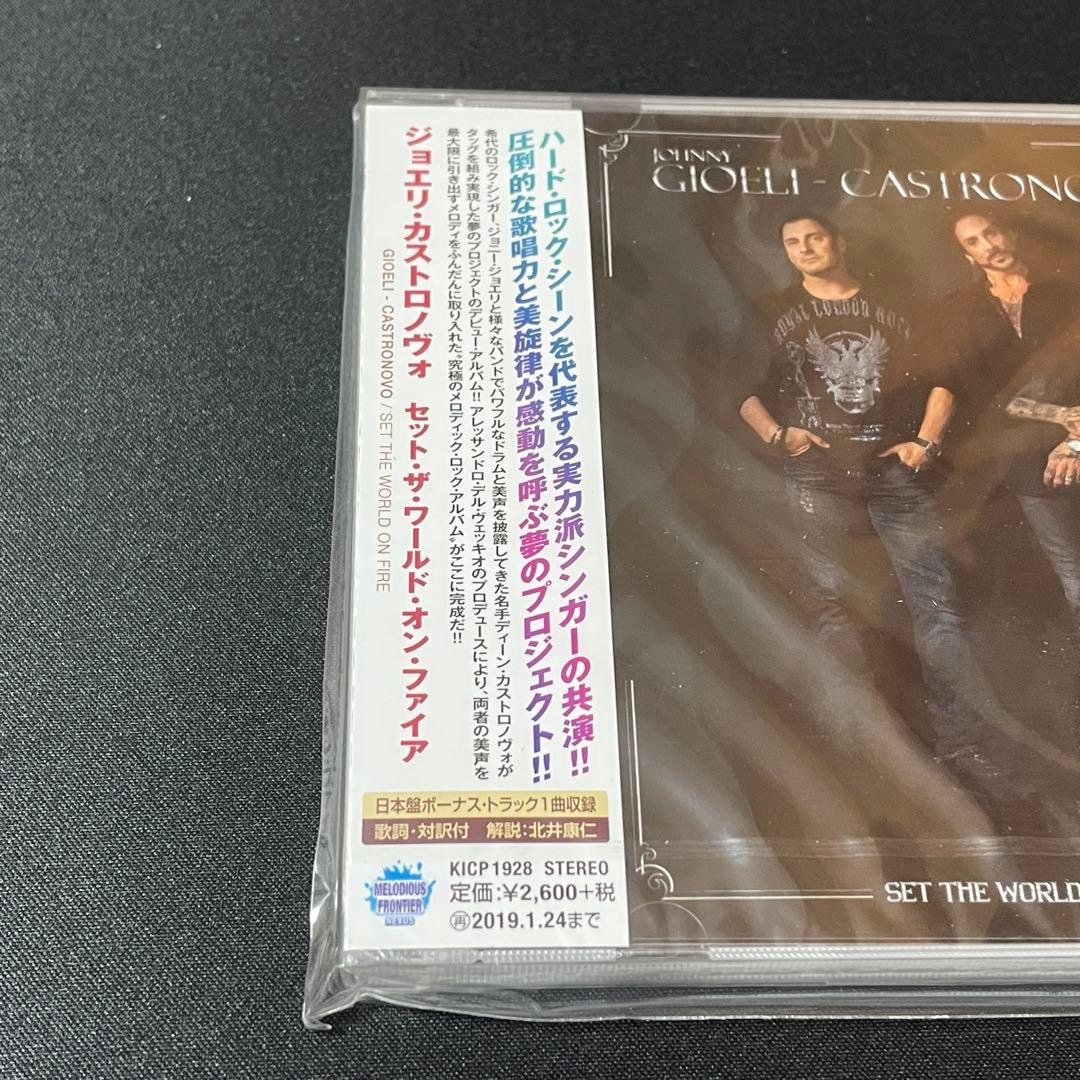 ハード・ロック・シーンを代表する実力派シンガーの共演!!
圧倒的な歌唱力と美旋律が感動を呼ぶ夢のプロジェクト!!
希代のロック・シンガー、ジョニー・ジョエリと様々なバンドでパワフルなドラムと美声を披露してきた名手ディーン・カストロノヴォが
タッグを組み実現した夢のプロジェクトのデビュー・アルバム!! アレッサンドロ・デル・ヴェッキオのプロデュースにより、両者の美声を
最大限に引き出すメロディをふんだんに取り入れた“究極のメロディック・ロック・アルバム”がここに完成だ!!
ジョエリ・カストロノヴォ セット・ザ・ワールド・オン・ファイア
GIOELI - CASTRONOVO / SET THE WORLD ON FIRE
日本盤ボーナス・トラック1曲収録
歌詞・対訳付 解説:北井康仁
MELODIOUS
FRONTIER
NEXUS
KICP1928 STEREO
定価:¥2,600+税
再2019.1.24まで
JOHNNY
GIOELI - CASTRONO
ROYAL LONDON ROCK
SET THE WORLD